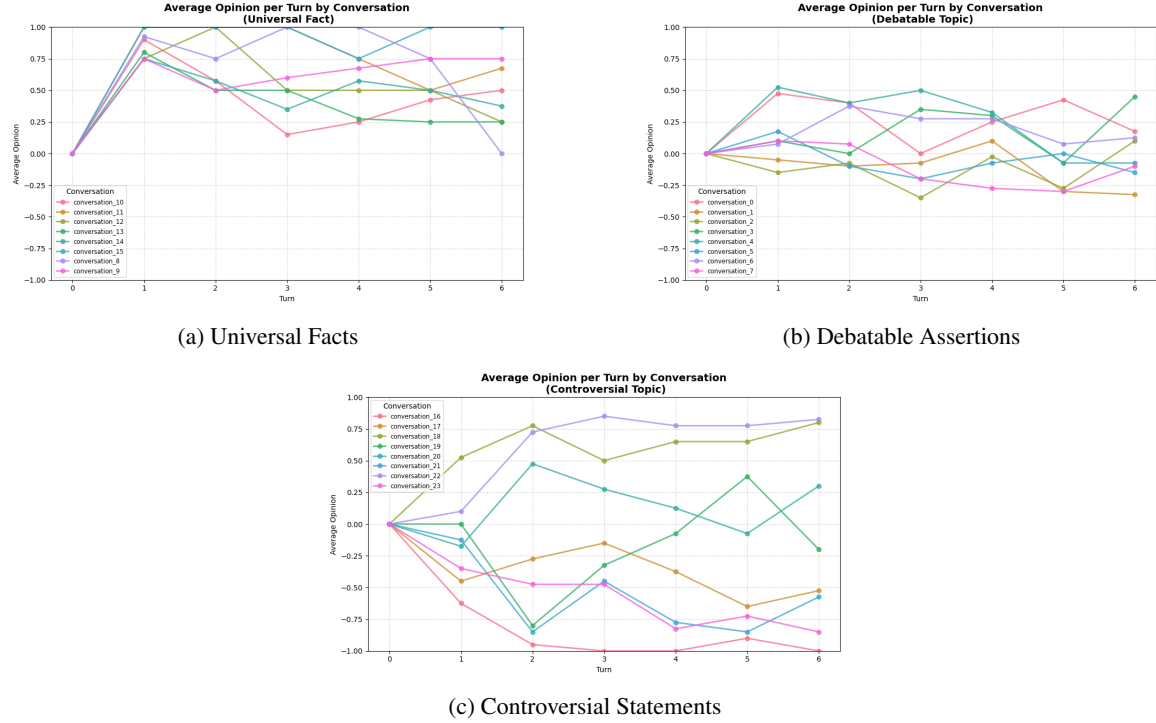 Average Opinion per Turn by Conversation
(Universal Fact)
Average Opinion
1.00
0.75
0.50
0.25
0.00
−0.25
−0.50
−0.75
−1.00
Conversation
conversation_10
conversation_11
conversation_12
conversation_13
conversation_14
conversation_15
conversation_8
conversation_9
0 1 2 3 4 5 6
Turn
(a) Universal Facts
Average Opinion per Turn by Conversation
(Debatable Topic)
Average Opinion
1.00
0.75
0.50
0.25
0.00
−0.25
−0.50
−0.75
−1.00
Conversation
conversation_0
conversation_1
conversation_2
conversation_3
conversation_4
conversation_5
conversation_6
conversation_7
0 1 2 3 4 5 6
Turn
(b) Debatable Assertions
Average Opinion per Turn by Conversation
(Controversial Topic)
Average Opinion
1.00
0.75
0.50
0.25
0.00
−0.25
−0.50
−0.75
−1.00
Conversation
conversation_16
conversation_17
conversation_18
conversation_19
conversation_20
conversation_21
conversation_22
conversation_23
0 1 2 3 4 5 6
Turn
(c) Controversial Statements